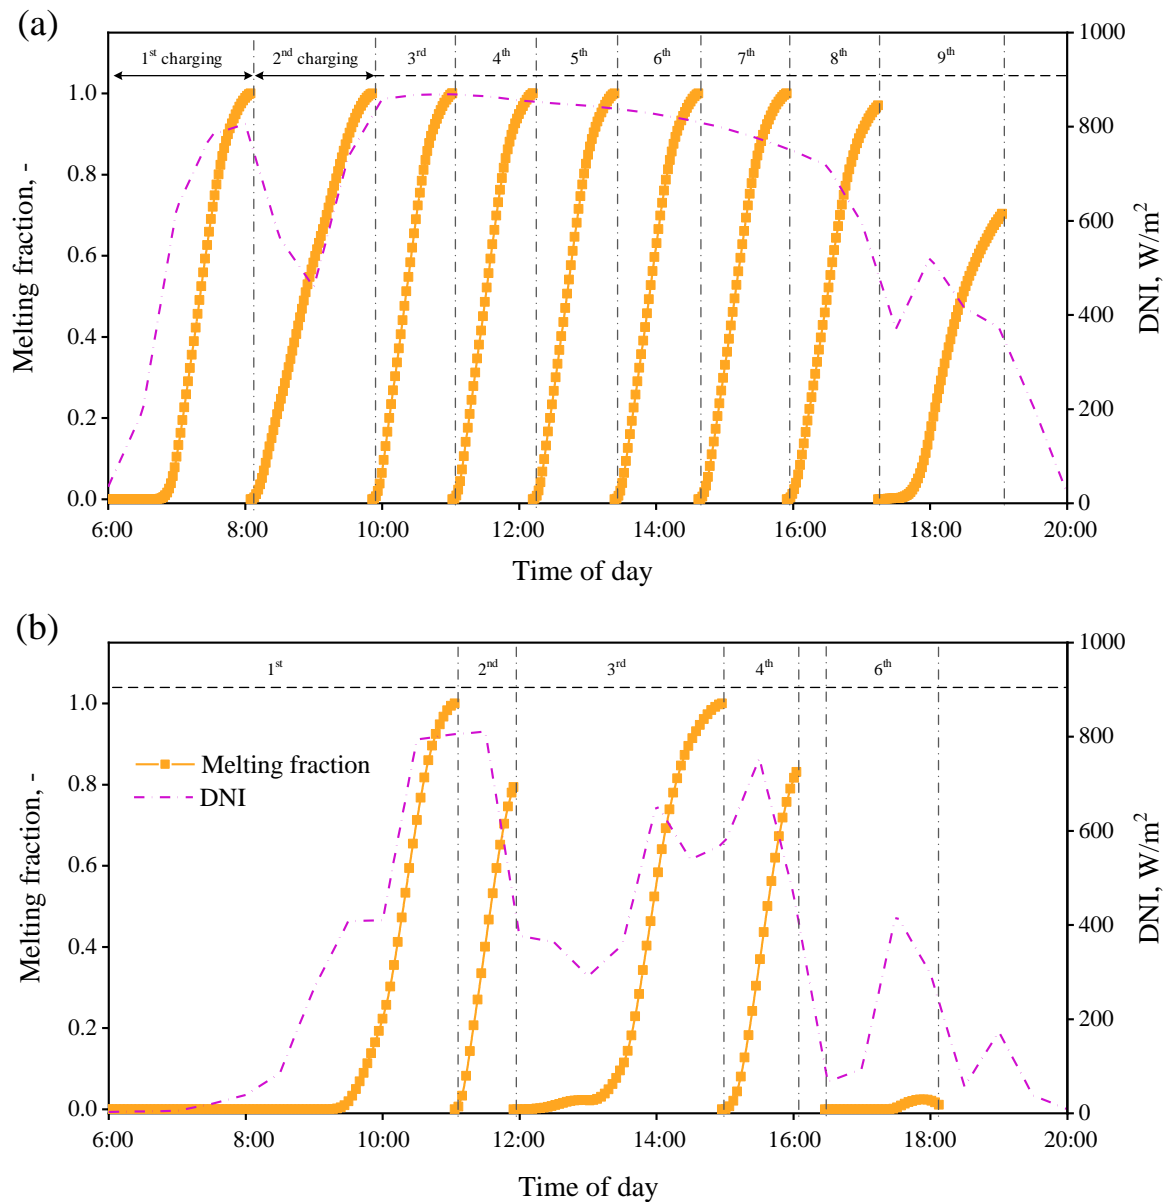 (a)
1st charging 2nd charging 3rd 4th 5th 6th 7th 8th 9th
1000
1.0
800
0.8
600
0.6
400
0.4
200
0.2
0.0
0
6:00 8:00 10:00 12:00 14:00 16:00 18:00 20:00
Melting fraction, -
DNI, W/m2
Time of day
(b)
1st 2nd 3rd 4th 6th
1000
1.0
Melting fraction
DNI
800
0.8
600
0.6
400
0.4
200
0.2
0.0
0
6:00 8:00 10:00 12:00 14:00 16:00 18:00 20:00
Melting fraction, -
DNI, W/m2
Time of day